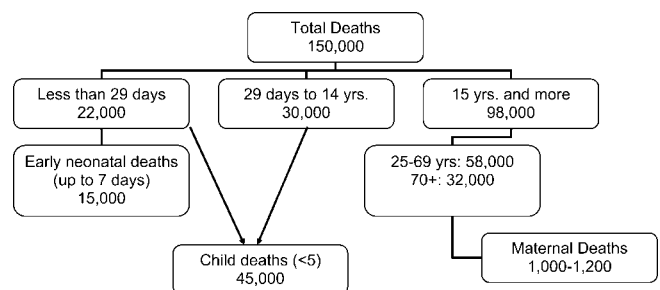 Total Deaths
150,000
Less than 29 days
22,000
29 days to 14 yrs.
30,000
15 yrs. and more
98,000
Early neonatal deaths
(up to 7 days)
15,000
25-69 yrs: 58,000
70+: 32,000
Child deaths (<5)
45,000
Maternal Deaths
1,000-1,200